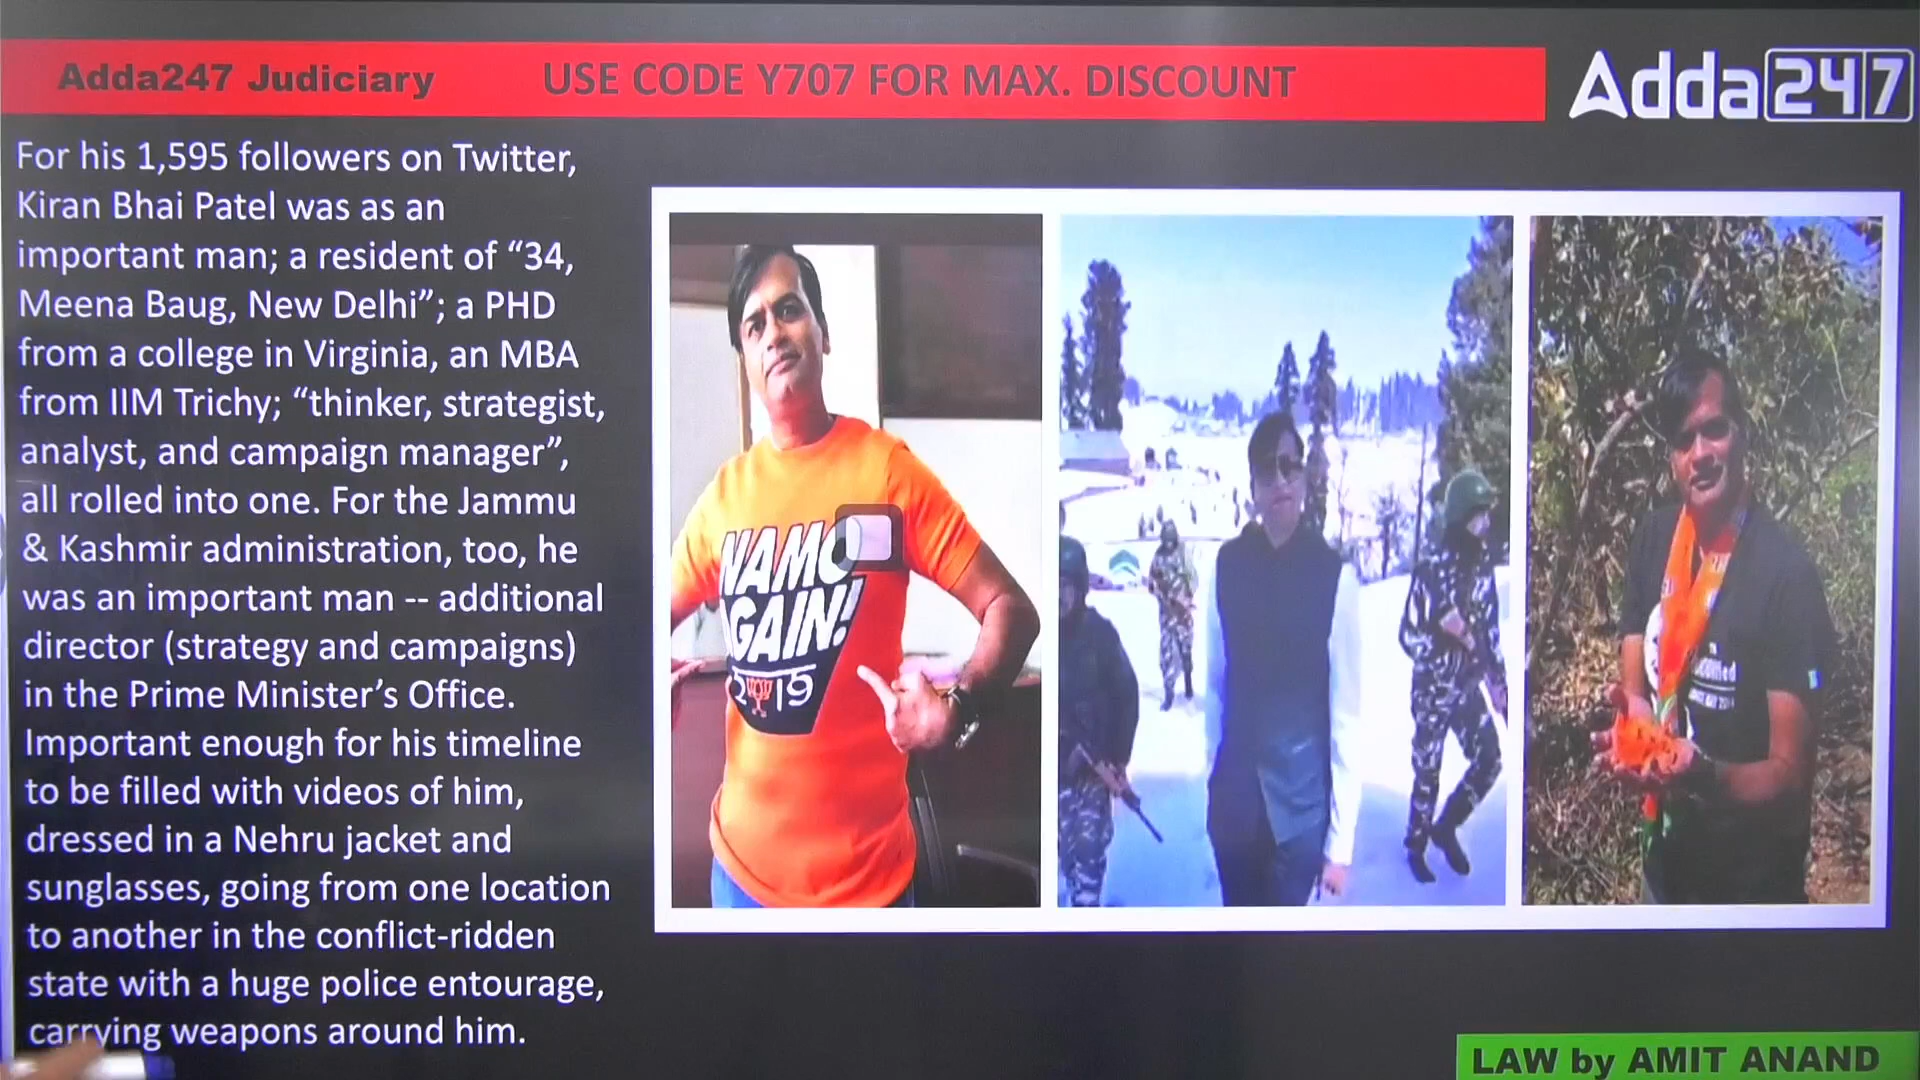 Adda247 Judiciary
USE CODE Y707 FOR MAX. DISCOUNT
Adda247
For his 1,595 followers on Twitter,
Kiran Bhai Patel was as an
important man; a resident of “34,
Meena Baug, New Delhi”; a PHD
from a college in Virginia, an MBA
from IIM Trichy; “thinker, strategist,
analyst, and campaign manager”,
all rolled into one. For the Jammu
& Kashmir administration, too, he
was an important man -- additional
director (strategy and campaigns)
in the Prime Minister’s Office.
Important enough for his timeline
to be filled with videos of him,
dressed in a Nehru jacket and
sunglasses, going from one location
to another in the conflict-ridden
state with a huge police entourage,
carrying weapons around him.
NAMO
AGAIN!
2019
LAW by AMIT ANAND